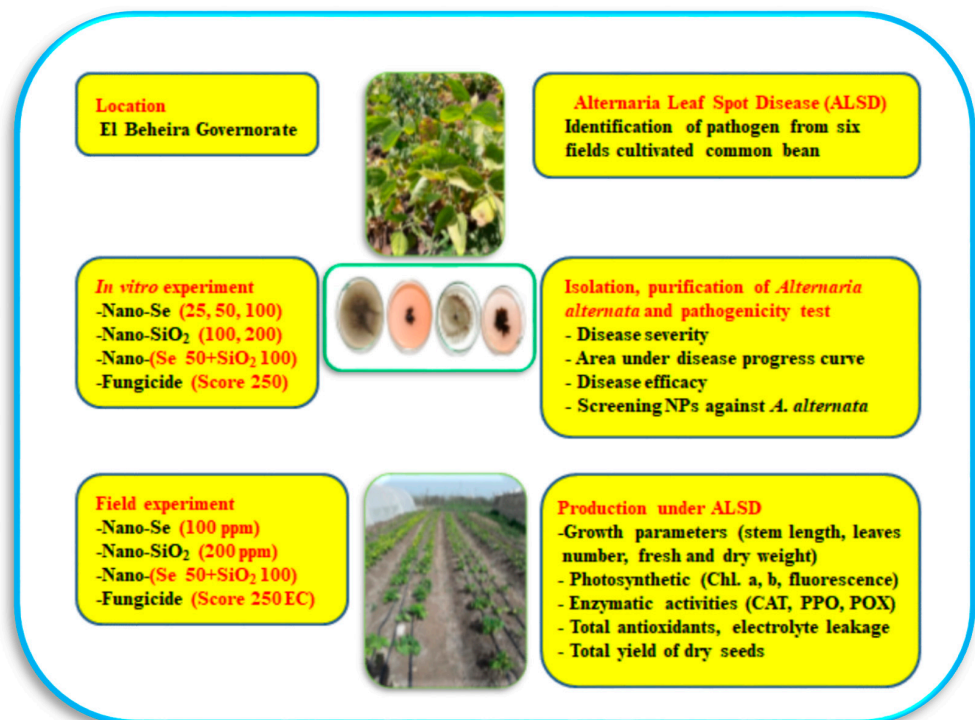 Location
El Beheira Governorate
Alternaria Leaf Spot Disease (ALSD)
Identification of pathogen from six
fields cultivated common bean
In vitro experiment
-Nano-Se (25, 50, 100)
-Nano-SiO₂ (100, 200)
-Nano-(Se 50+SiO₂ 100)
-Fungicide (Score 250)
Isolation, purification of Alternaria
alternata and pathogenicity test
- Disease severity
- Area under disease progress curve
- Disease efficacy
- Screening NPs against A. alternata
Field experiment
-Nano-Se (100 ppm)
-Nano-SiO₂ (200 ppm)
-Nano-(Se 50+SiO₂ 100)
-Fungicide (Score 250 EC)
Production under ALSD
-Growth parameters (stem length, leaves
number, fresh and dry weight)
- Photosynthetic (Chl. a, b, fluorescence)
- Enzymatic activities (CAT, PPO, POX)
- Total antioxidants, electrolyte leakage
- Total yield of dry seeds